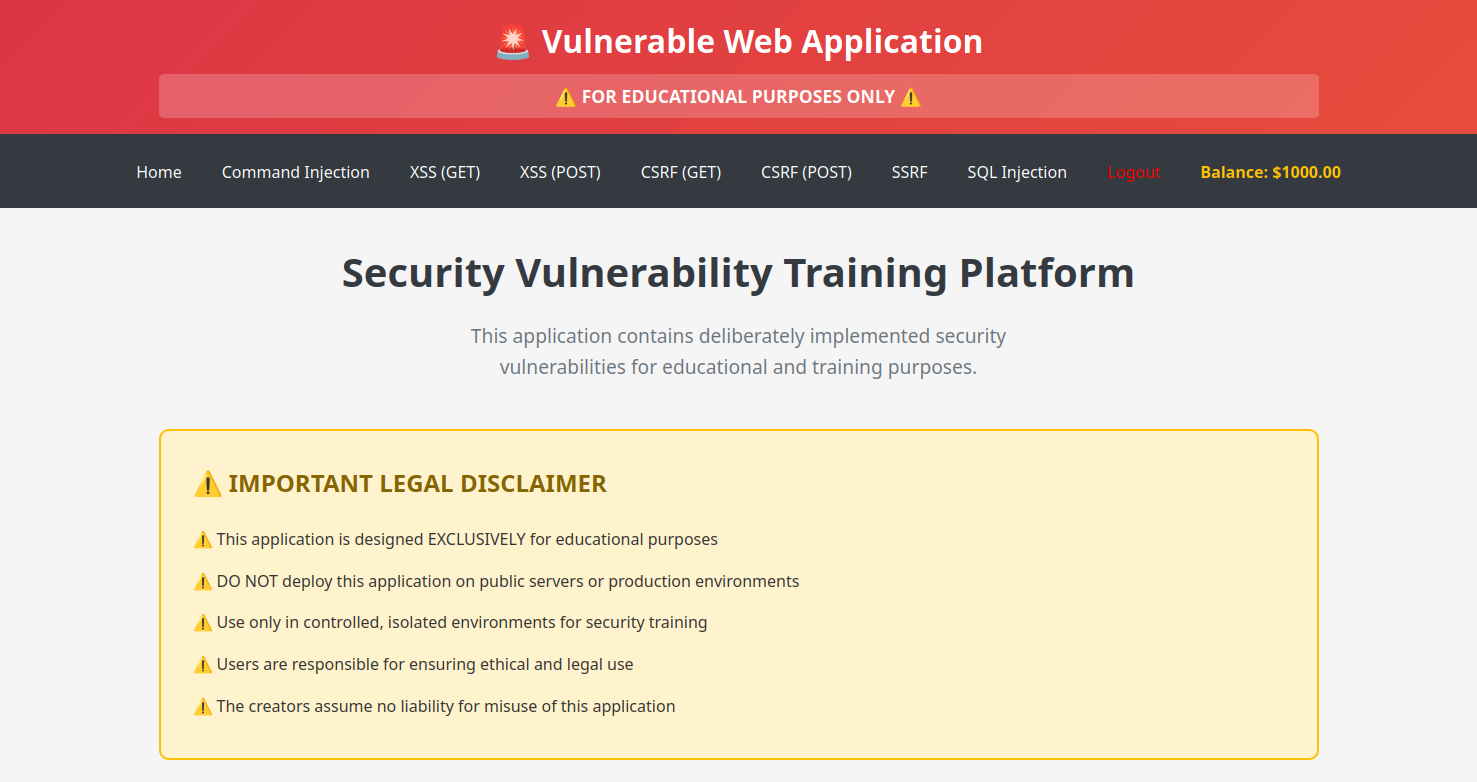 🚨 Vulnerable Web Application
⚠️ FOR EDUCATIONAL PURPOSES ONLY ⚠️
Home Command Injection XSS (GET) XSS (POST) CSRF (GET) CSRF (POST) SSRF SQL Injection Logout Balance: $1000.00
Security Vulnerability Training Platform
This application contains deliberately implemented security
vulnerabilities for educational and training purposes.
⚠️ IMPORTANT LEGAL DISCLAIMER
⚠️ This application is designed EXCLUSIVELY for educational purposes
⚠️ DO NOT deploy this application on public servers or production environments
⚠️ Use only in controlled, isolated environments for security training
⚠️ Users are responsible for ensuring ethical and legal use
⚠️ The creators assume no liability for misuse of this application